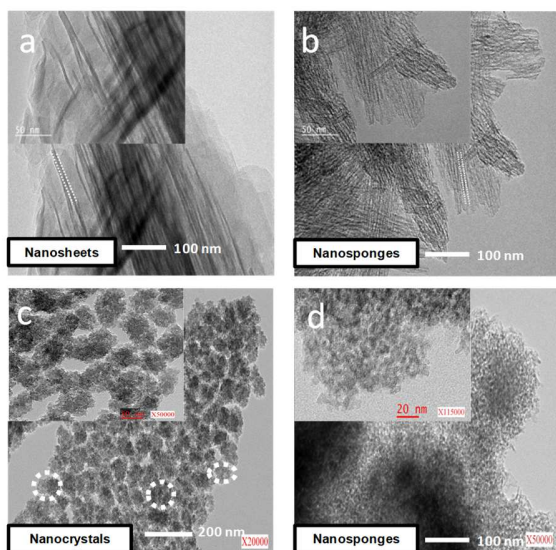 a
50 nm
Nanosheets
100 nm
b
50 nm
Nanosponges
100 nm
c
X50000
Nanocrystals
200 nm
X20000
d
20 nm
X115000
Nanosponges
100 nm
X50000